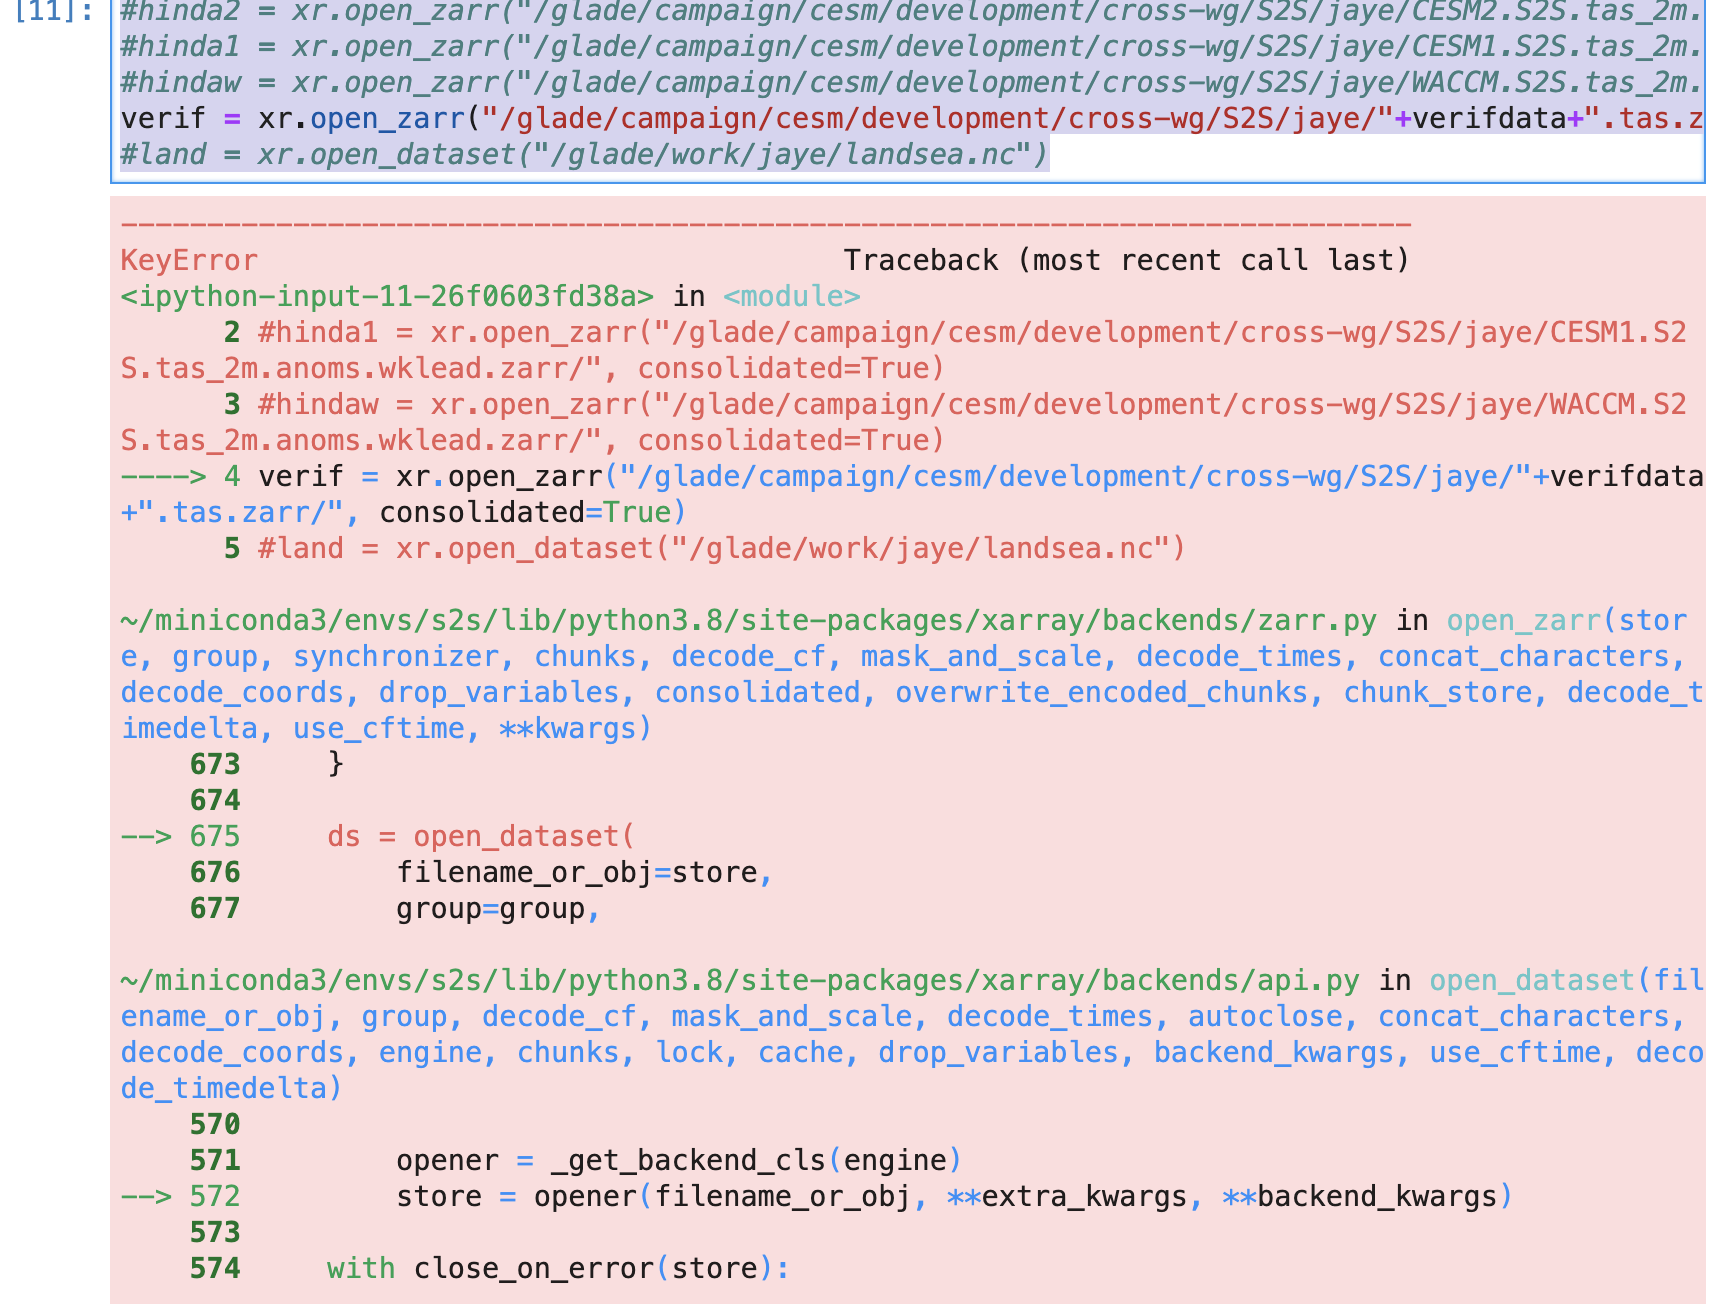 [11]: #hinda2 = xr.open_zarr("/glade/campaign/cesm/development/cross-wg/S2S/jaye/CESM2.S2S.tas_2m.
#hinda1 = xr.open_zarr("/glade/campaign/cesm/development/cross-wg/S2S/jaye/CESM1.S2S.tas_2m.
#hindaw = xr.open_zarr("/glade/campaign/cesm/development/cross-wg/S2S/jaye/WACCM.S2S.tas_2m.
verif = xr.open_zarr("/glade/campaign/cesm/development/cross-wg/S2S/jaye/"+verifdata+".tas.z
#land = xr.open_dataset("/glade/work/jaye/landsea.nc")
---------------------------------------------------------------------------
KeyError                                  Traceback (most recent call last)
<ipython-input-11-26f0603fd38a> in <module>
      2 #hinda1 = xr.open_zarr("/glade/campaign/cesm/development/cross-wg/S2S/jaye/CESM1.S2
S.tas_2m.anoms.wklead.zarr/", consolidated=True)
      3 #hindaw = xr.open_zarr("/glade/campaign/cesm/development/cross-wg/S2S/jaye/WACCM.S2
S.tas_2m.anoms.wklead.zarr/", consolidated=True)
----> 4 verif = xr.open_zarr("/glade/campaign/cesm/development/cross-wg/S2S/jaye/"+verifdata
+".tas.zarr/", consolidated=True)
      5 #land = xr.open_dataset("/glade/work/jaye/landsea.nc")
~/miniconda3/envs/s2s/lib/python3.8/site-packages/xarray/backends/zarr.py in open_zarr(stor
e, group, synchronizer, chunks, decode_cf, mask_and_scale, decode_times, concat_characters,
decode_coords, drop_variables, consolidated, overwrite_encoded_chunks, chunk_store, decode_t
imedelta, use_cftime, **kwargs)
    673     }
    674
--> 675     ds = open_dataset(
    676         filename_or_obj=store,
    677         group=group,
~/miniconda3/envs/s2s/lib/python3.8/site-packages/xarray/backends/api.py in open_dataset(fil
ename_or_obj, group, decode_cf, mask_and_scale, decode_times, autoclose, concat_characters,
decode_coords, engine, chunks, lock, cache, drop_variables, backend_kwargs, use_cftime, deco
de_timedelta)
    570
    571         opener = _get_backend_cls(engine)
--> 572         store = opener(filename_or_obj, **extra_kwargs, **backend_kwargs)
    573
    574     with close_on_error(store):